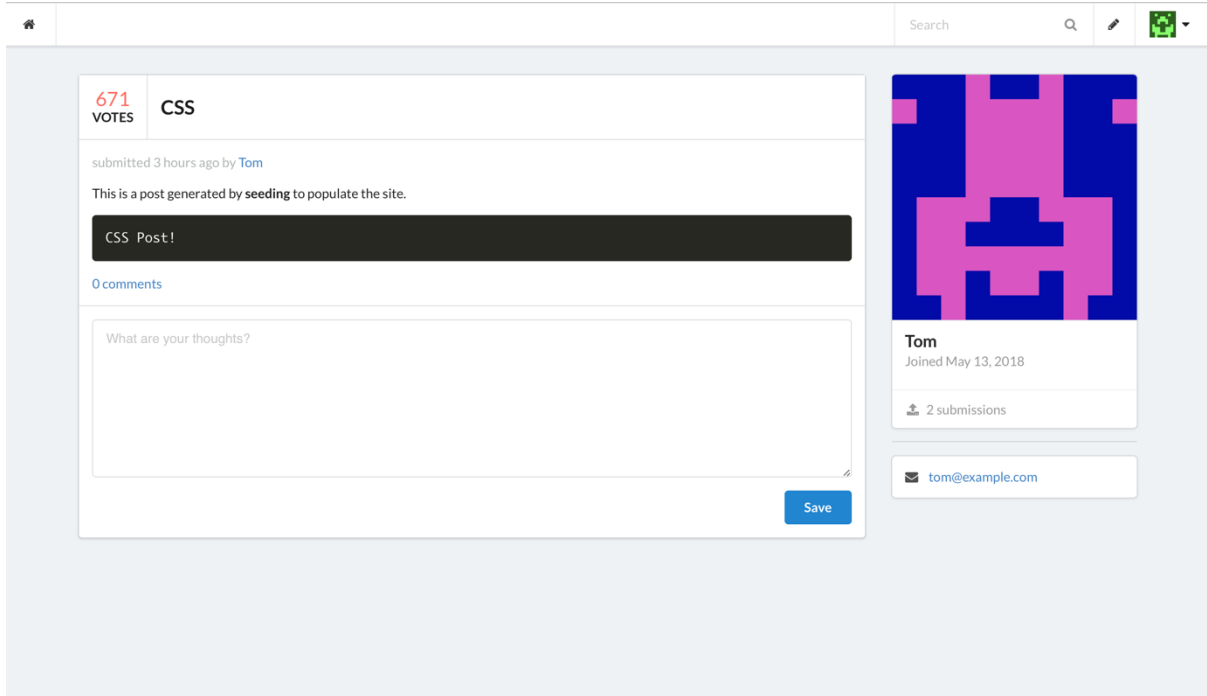 Search
671
VOTES
CSS
submitted 3 hours ago by Tom
This is a post generated by seeding to populate the site.
CSS Post!
0 comments
What are your thoughts?
Save
Tom
Joined May 13, 2018
2 submissions
tom@example.com